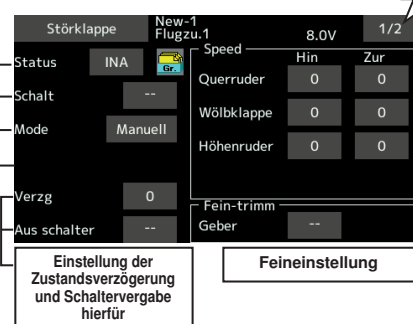 Störklappe
New-1
Flugzu.1
8.0V
1/2
Status
INA
Gr.
Schalt
--
Mode
Manuell
Verzg
0
Aus schalter
--
Speed
Hin
Zur
Querruder
0
0
Wölbklappe
0
0
Höhenruder
0
0
Fein-trimm
Geber
--
Einstellung der
Zustandsverzögerung
und Schaltervergabe
hierfür
Feineinstellung